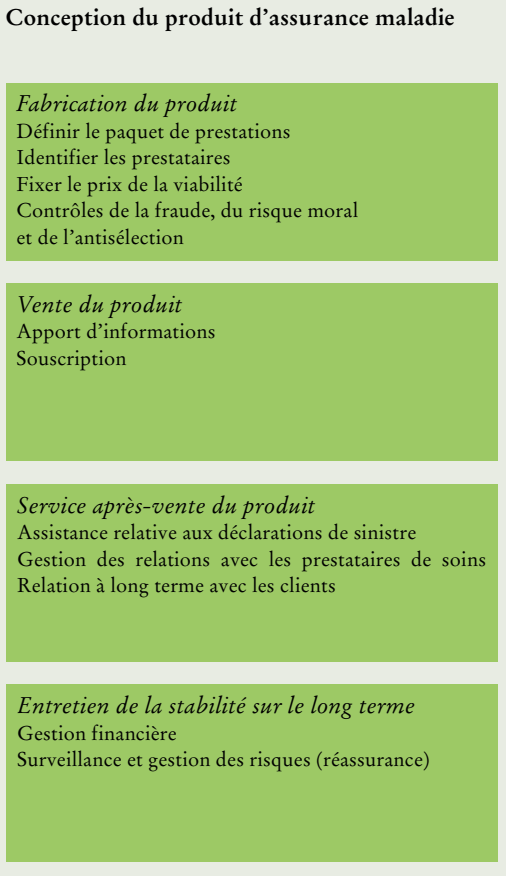 Conception du produit d’assurance maladie
Fabrication du produit
Définir le paquet de prestations
Identifier les prestataires
Fixer le prix de la viabilité
Contrôles de la fraude, du risque moral
et de l’antisélection
Vente du produit
Apport d’informations
Souscription
Service après-vente du produit
Assistance relative aux déclarations de sinistre
Gestion des relations avec les prestataires de soins
Relation à long terme avec les clients
Entretien de la stabilité sur le long terme
Gestion financière
Surveillance et gestion des risques (réassurance)